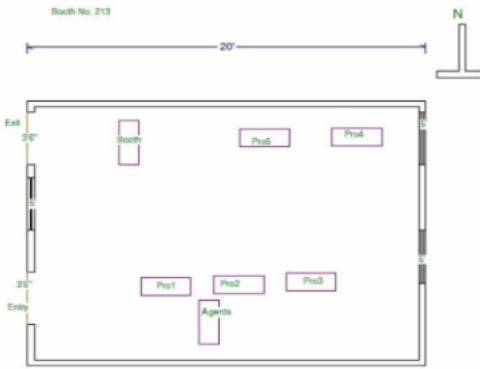 Booth No. 213
N
20'
Exit
3'6"
Booth
Pro5
Pro4
Pro1
Pro2
Pro3
3'6"
Entry
Agents